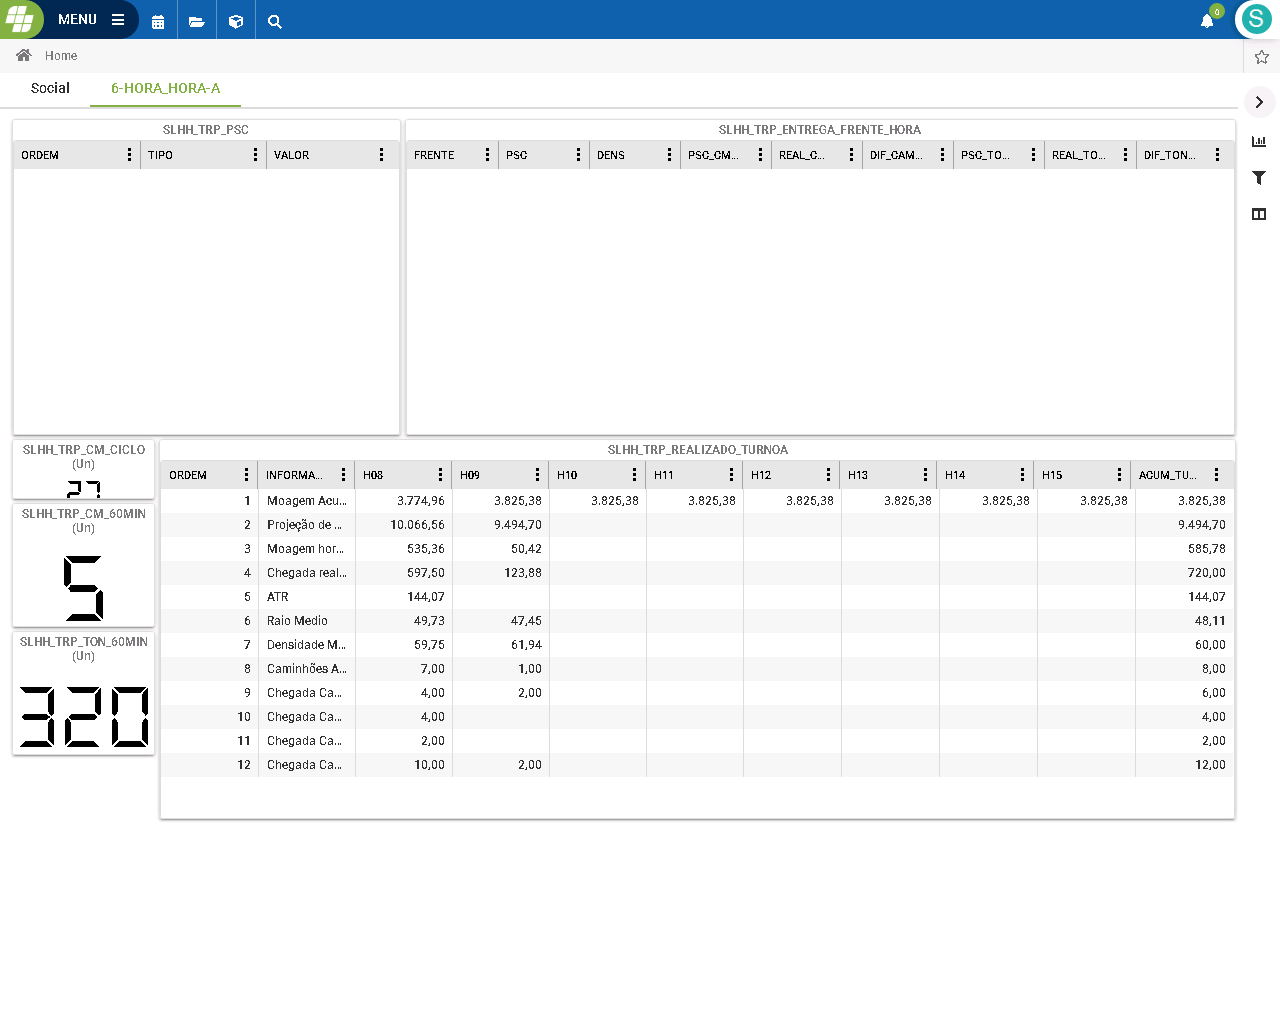 MENU
0
S
Home
Social 6-HORA_HORA-A
SLHH_TRP_PSC
ORDEM TIPO VALOR
SLHH_TRP_ENTREGA_FRENTE_HORA
FRENTE PSC DENS PSC_CM... REAL_C... DIF_CAM... PSC_TO... REAL_TO... DIF_TON...
SLHH_TRP_CM_CICLO
(Un)
27
SLHH_TRP_CM_60MIN
(Un)
5
SLHH_TRP_TON_60MIN
(Un)
320
SLHH_TRP_REALIZADO_TURNOA
ORDEM INFORMA... H08 H09 H10 H11 H12 H13 H14 H15 ACUM_TU...
1 Moagem Acu... 3.774,96 3.825,38 3.825,38 3.825,38 3.825,38 3.825,38 3.825,38 3.825,38 3.825,38
2 Projeção de ... 10.066,56 9.494,70 9.494,70
3 Moagem hor... 535,36 50,42 585,78
4 Chegada real... 597,50 123,88 720,00
5 ATR 144,07 144,07
6 Raio Medio 49,73 47,45 48,11
7 Densidade M... 59,75 61,94 60,00
8 Caminhões A... 7,00 1,00 8,00
9 Chegada Ca... 4,00 2,00 6,00
10 Chegada Ca... 4,00 4,00
11 Chegada Ca... 2,00 2,00
12 Chegada Ca... 10,00 2,00 12,00